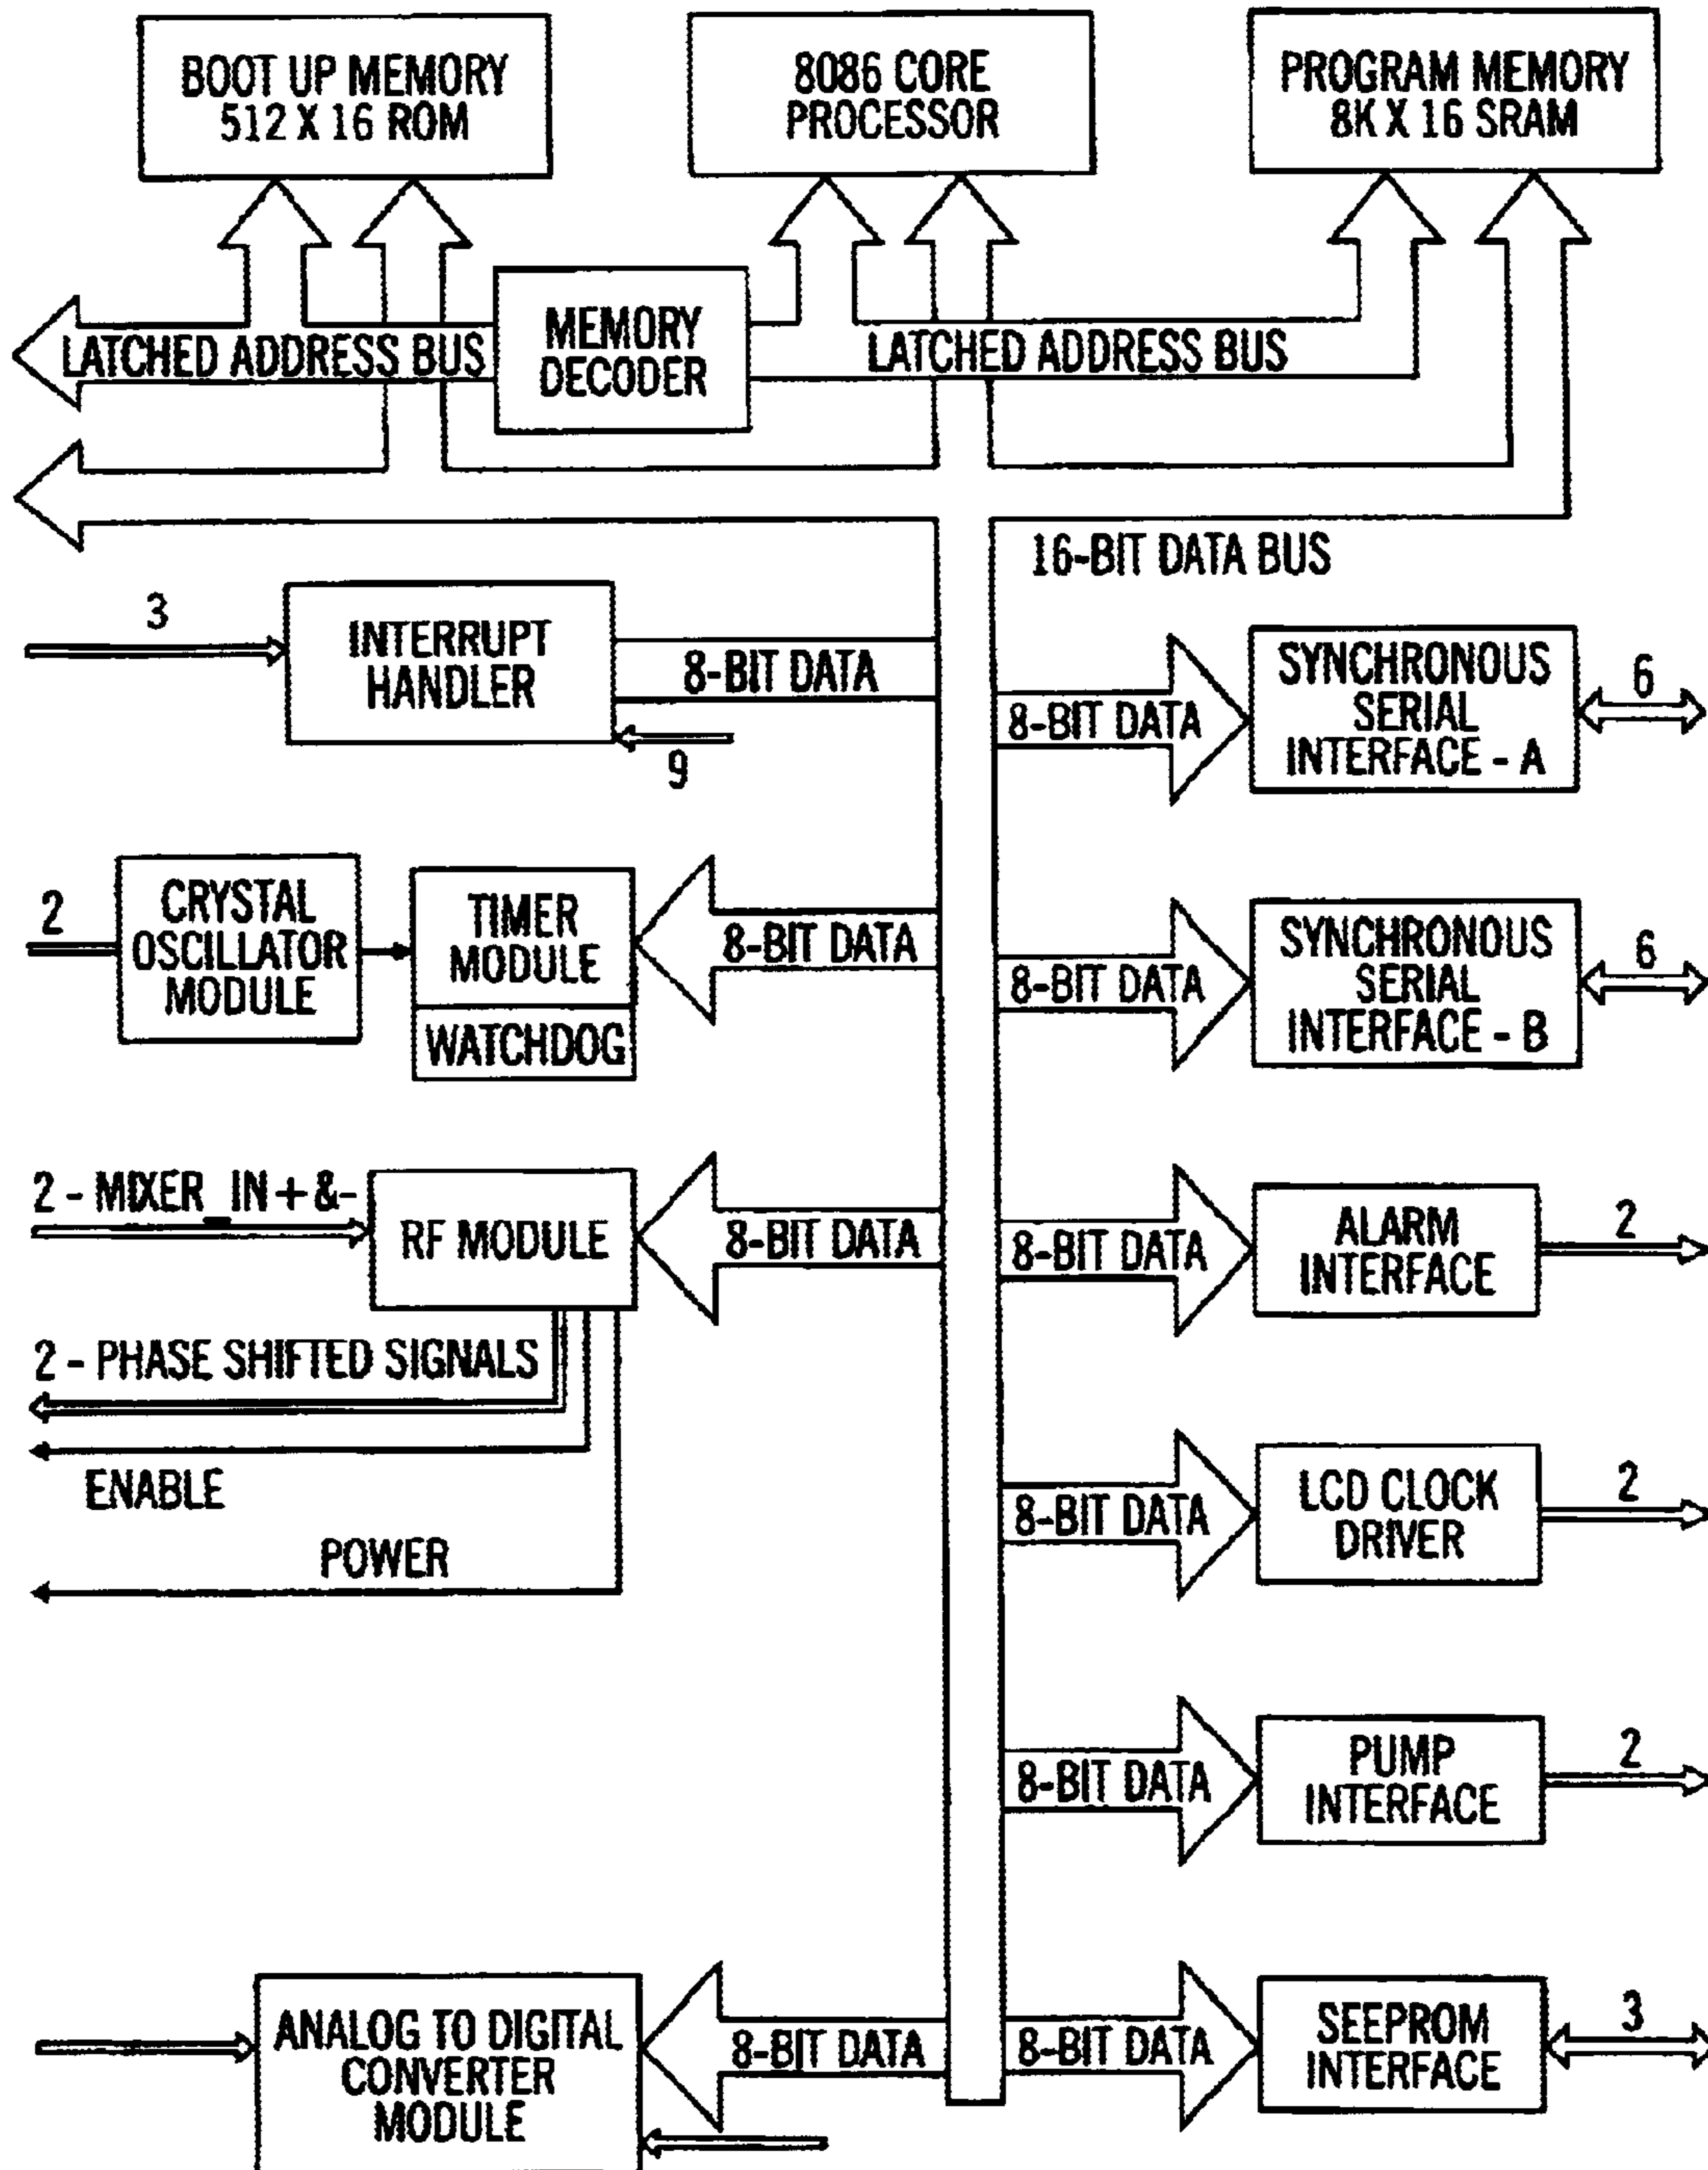 BOOT UP MEMORY
512 X 16 ROM
8086 CORE
PROCESSOR
PROGRAM MEMORY
8K X 16 SRAM
LATCHED ADDRESS BUS
MEMORY
DECODER
LATCHED ADDRESS BUS
16-BIT DATA BUS
3
INTERRUPT
HANDLER
8-BIT DATA
9
8-BIT DATA
SYNCHRONOUS
SERIAL
INTERFACE - A
6
2
CRYSTAL
OSCILLATOR
MODULE
TIMER
MODULE
WATCHDOG
8-BIT DATA
8-BIT DATA
SYNCHRONOUS
SERIAL
INTERFACE - B
6
2 - MIXER_IN + &-
RF MODULE
8-BIT DATA
8-BIT DATA
ALARM
INTERFACE
2
2 - PHASE SHIFTED SIGNALS
ENABLE
POWER
8-BIT DATA
LCD CLOCK
DRIVER
2
8-BIT DATA
PUMP
INTERFACE
2
ANALOG TO DIGITAL
CONVERTER
MODULE
8-BIT DATA
8-BIT DATA
SEEPROM
INTERFACE
3